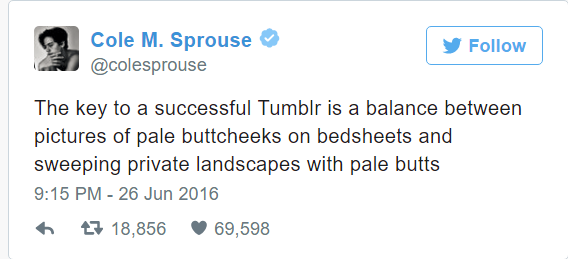 Cole M. Sprouse
Follow
@colesprouse
The key to a successful Tumblr is a balance between
pictures of pale buttcheeks on bedsheets and
sweeping private landscapes with pale butts
9:15 PM - 26 Jun 2016
18,856 69,598